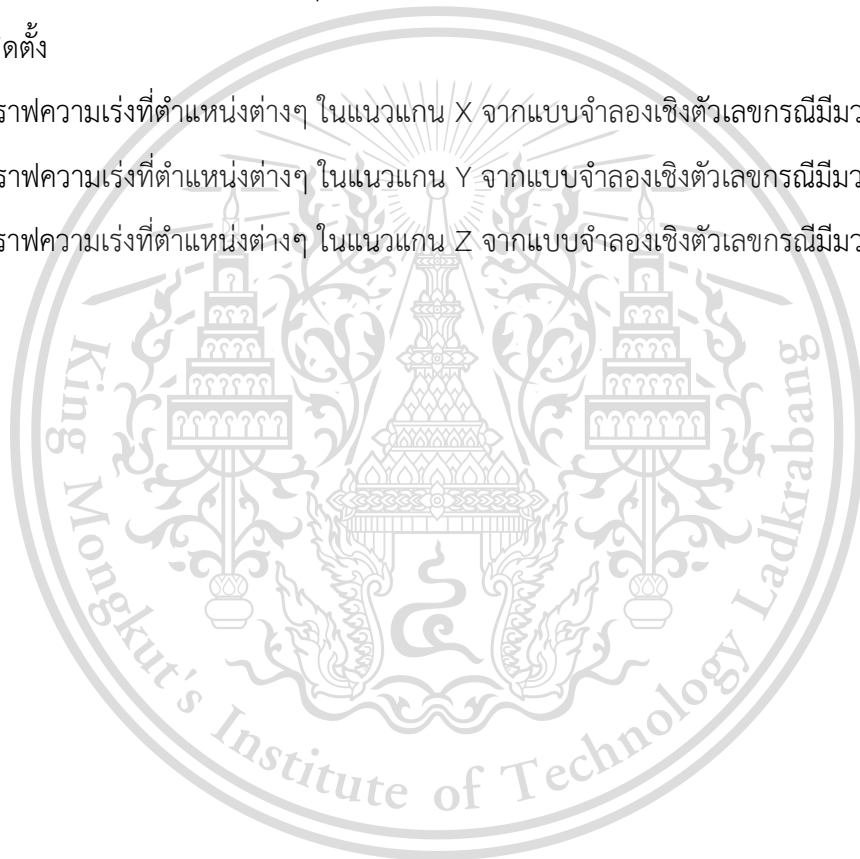 ติดตั้ง
ราฟความเร่งที่ตำแหน่งต่างๆ ในแนวแกน X จากแบบจำลองเชิงตัวเลขกรณีมีมว
ราฟความเร่งที่ตำแหน่งต่างๆ ในแนวแกน Y จากแบบจำลองเชิงตัวเลขกรณีมีมว
ราฟความเร่งที่ตำแหน่งต่างๆ ในแนวแกน Z จากแบบจำลองเชิงตัวเลขกรณีมีมว
King Mongkut's Institute of Technology Ladkrabang